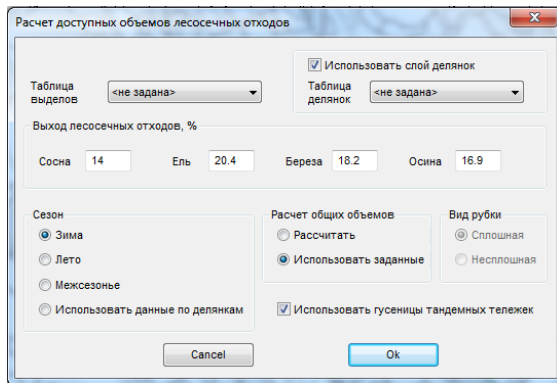 Расчет доступных объемов лесосечных отходов
Использовать слой делянок
Таблица выделов <не задана>
Таблица делянок <не задана>
Выход лесосечных отходов, %
Сосна 14 Ель 20.4 Береза 18.2 Осина 16.9
Сезон
Зима
Лето
Межсезонье
Использовать данные по делянкам
Расчет общих объемов
Рассчитать
Использовать заданные
Вид рубки
Сплошная
Несплошная
Использовать гусеницы тандемных тележек
Cancel Ok